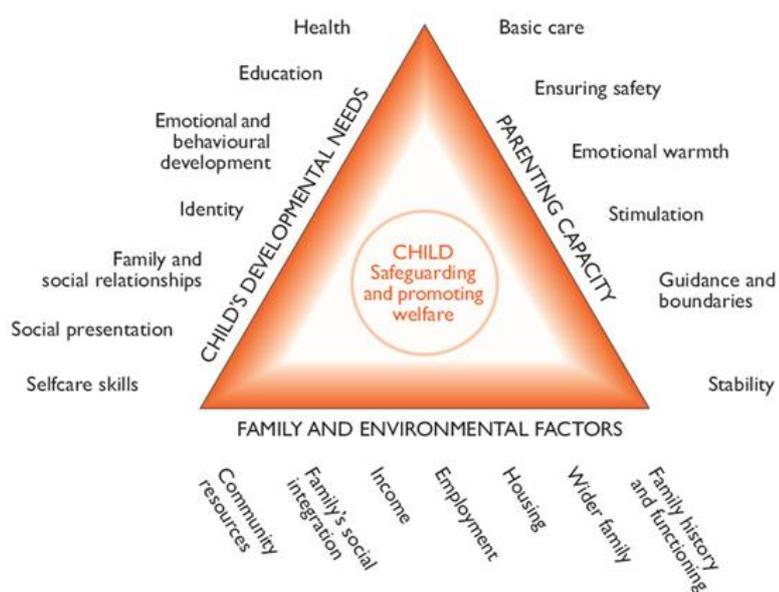 Health
Education
Emotional and
behavioural
development
Identity
Family and
social relationships
Social presentation
Selfcare skills
CHILD'S DEVELOPMENTAL NEEDS
Basic care
Ensuring safety
Emotional warmth
Stimulation
Guidance and
boundaries
Stability
PARENTING CAPACITY
CHILD
Safeguarding
and promoting
welfare
FAMILY AND ENVIRONMENTAL FACTORS
Community
resources
Family's social
integration
Income
Employment
Housing
Wider family
Family history
and functioning